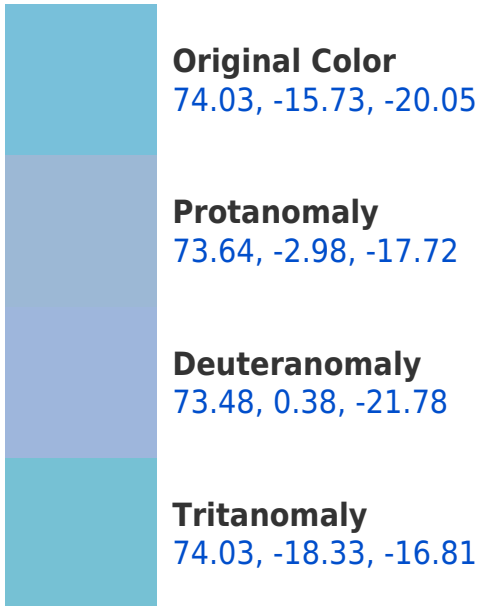 Original Color
74.03, -15.73, -20.05
Protanomaly
73.64, -2.98, -17.72
Deuteranomaly
73.48, 0.38, -21.78
Tritanomaly
74.03, -18.33, -16.81